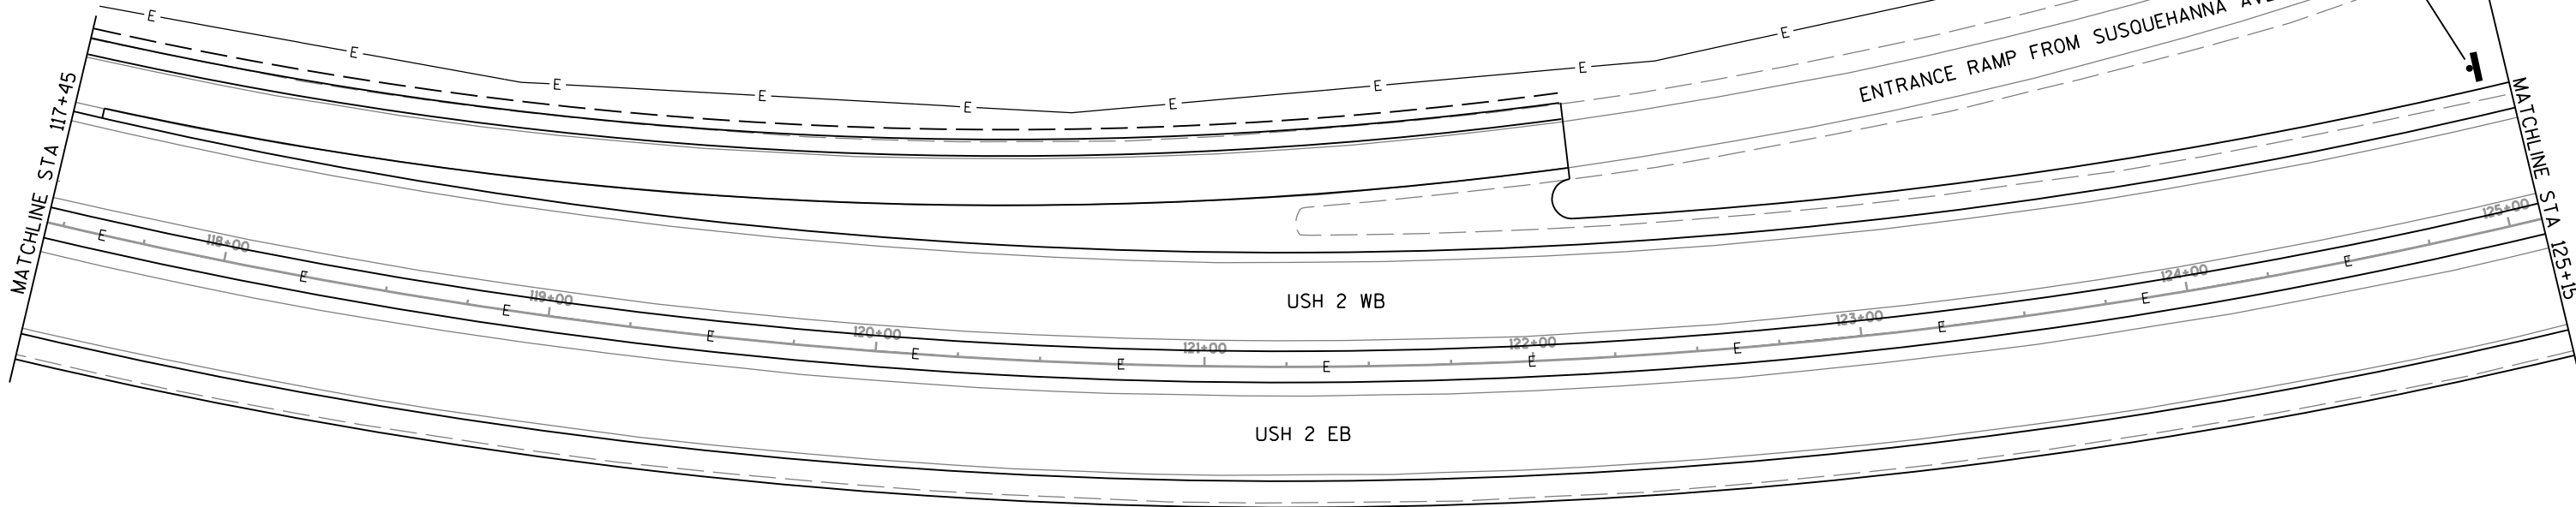 E E E E E E E E E
ENTRANCE RAMP FROM SUSQUEHANNA
MATCHLINE STA 117+45
MATCHLINE STA 125+15
118+00 119+00 120+00 121+00 122+00 123+00 124+00 125+00
E E E E E E E E E E E E
USH 2 WB
USH 2 EB